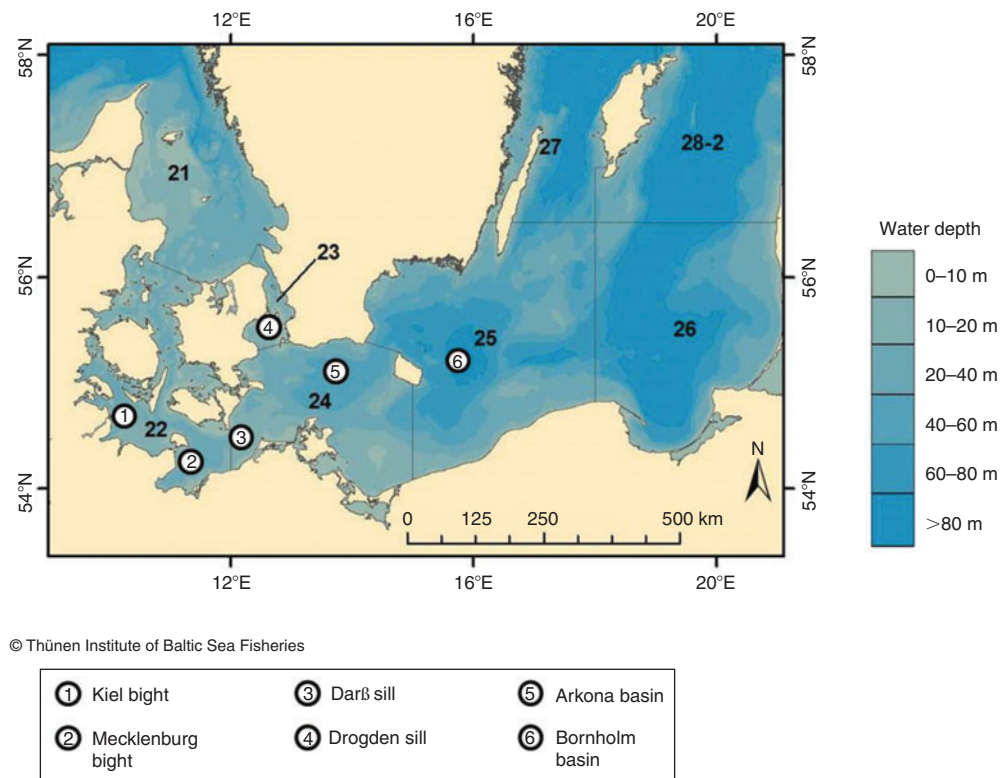 12°E 16°E 20°E
58°N 58°N
27
28-2
21
23
Water depth
56°N 56°N
0–10 m
④
10–20 m
25
26
⑥
⑤
20–40 m
24
40–60 m
①
22
③
②
60–80 m
N
54°N 54°N
0 125 250 500 km
>80 m
12°E 16°E 20°E
© Thünen Institute of Baltic Sea Fisheries
① Kiel bight
② Mecklenburg
bight
③ Darß sill
④ Drogden sill
⑤ Arkona basin
⑥ Bornholm
basin